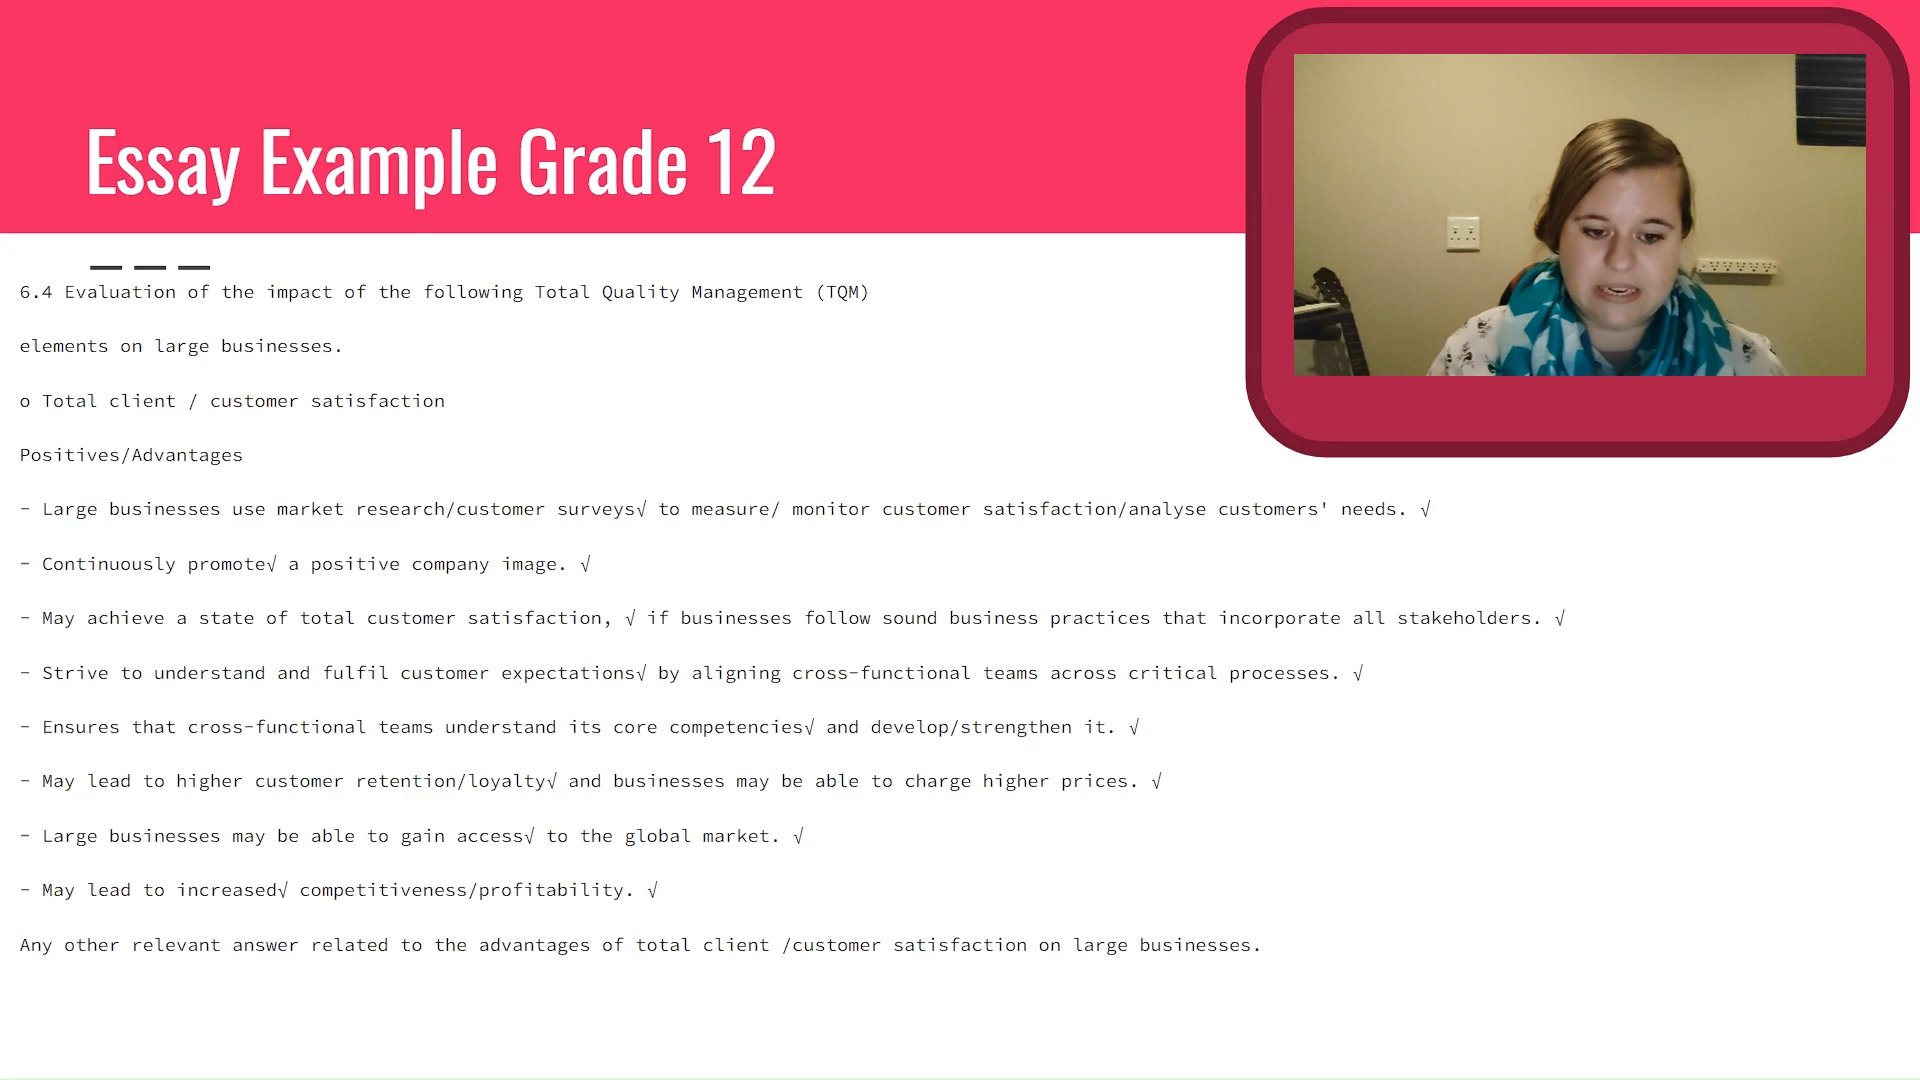 Essay Example Grade 12
6.4 Evaluation of the impact of the following Total Quality Management (TQM)
elements on large businesses.
o Total client / customer satisfaction
Positives/Advantages
- Large businesses use market research/customer surveys√ to measure/ monitor customer satisfaction/analyse customers' needs. √
- Continuously promote√ a positive company image. √
- May achieve a state of total customer satisfaction, √ if businesses follow sound business practices that incorporate all stakeholders. √
- Strive to understand and fulfil customer expectations√ by aligning cross-functional teams across critical processes. √
- Ensures that cross-functional teams understand its core competencies√ and develop/strengthen it. √
- May lead to higher customer retention/loyalty√ and businesses may be able to charge higher prices. √
- Large businesses may be able to gain access√ to the global market. √
- May lead to increased√ competitiveness/profitability. √
Any other relevant answer related to the advantages of total client /customer satisfaction on large businesses.